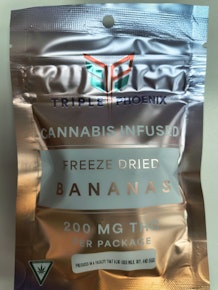 TRIPLE PHOENIX
CANNABIS INFUSED
FREEZE DRIED
BANANAS
200 MG THC
PER PACKAGE